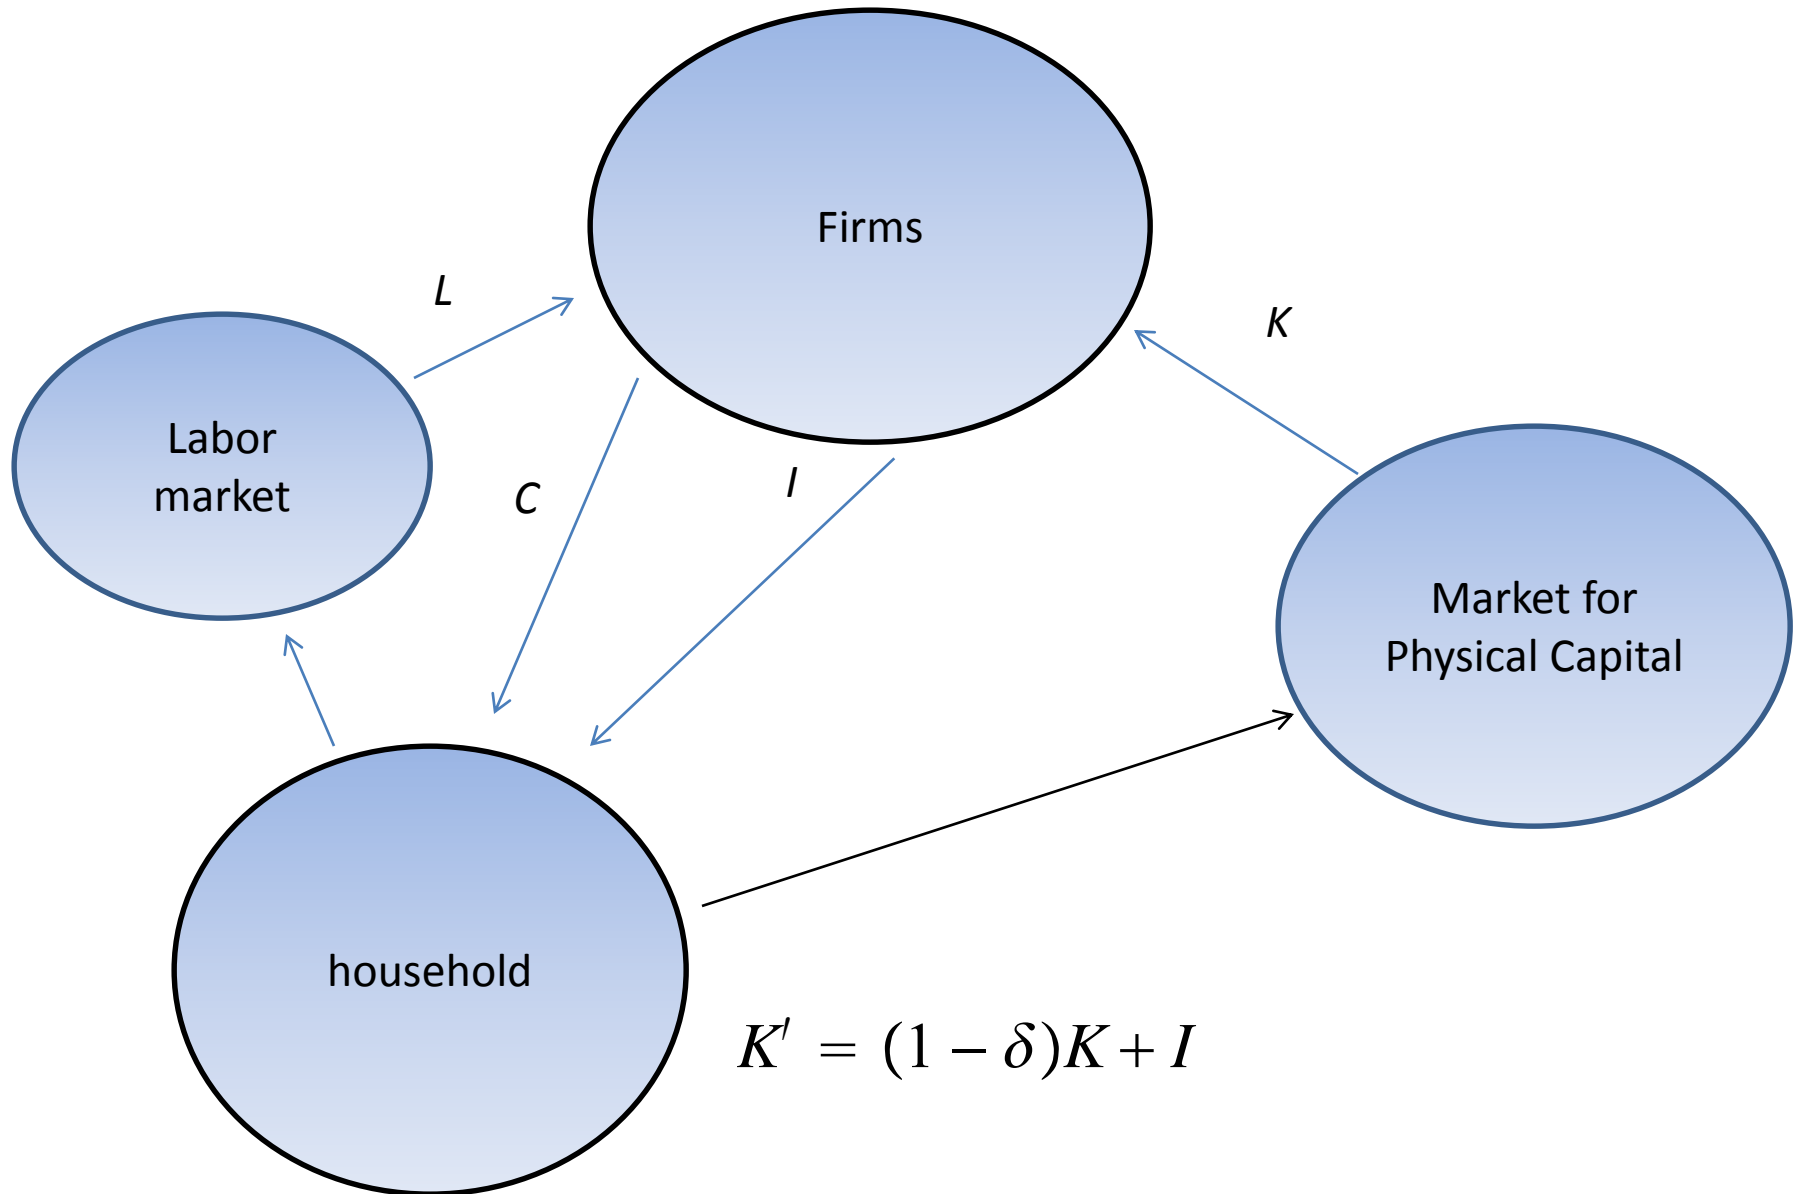 Firms
L
K
Labor
market
C
I
Market for
Physical Capital
household
K′ = (1 − δ)K + I